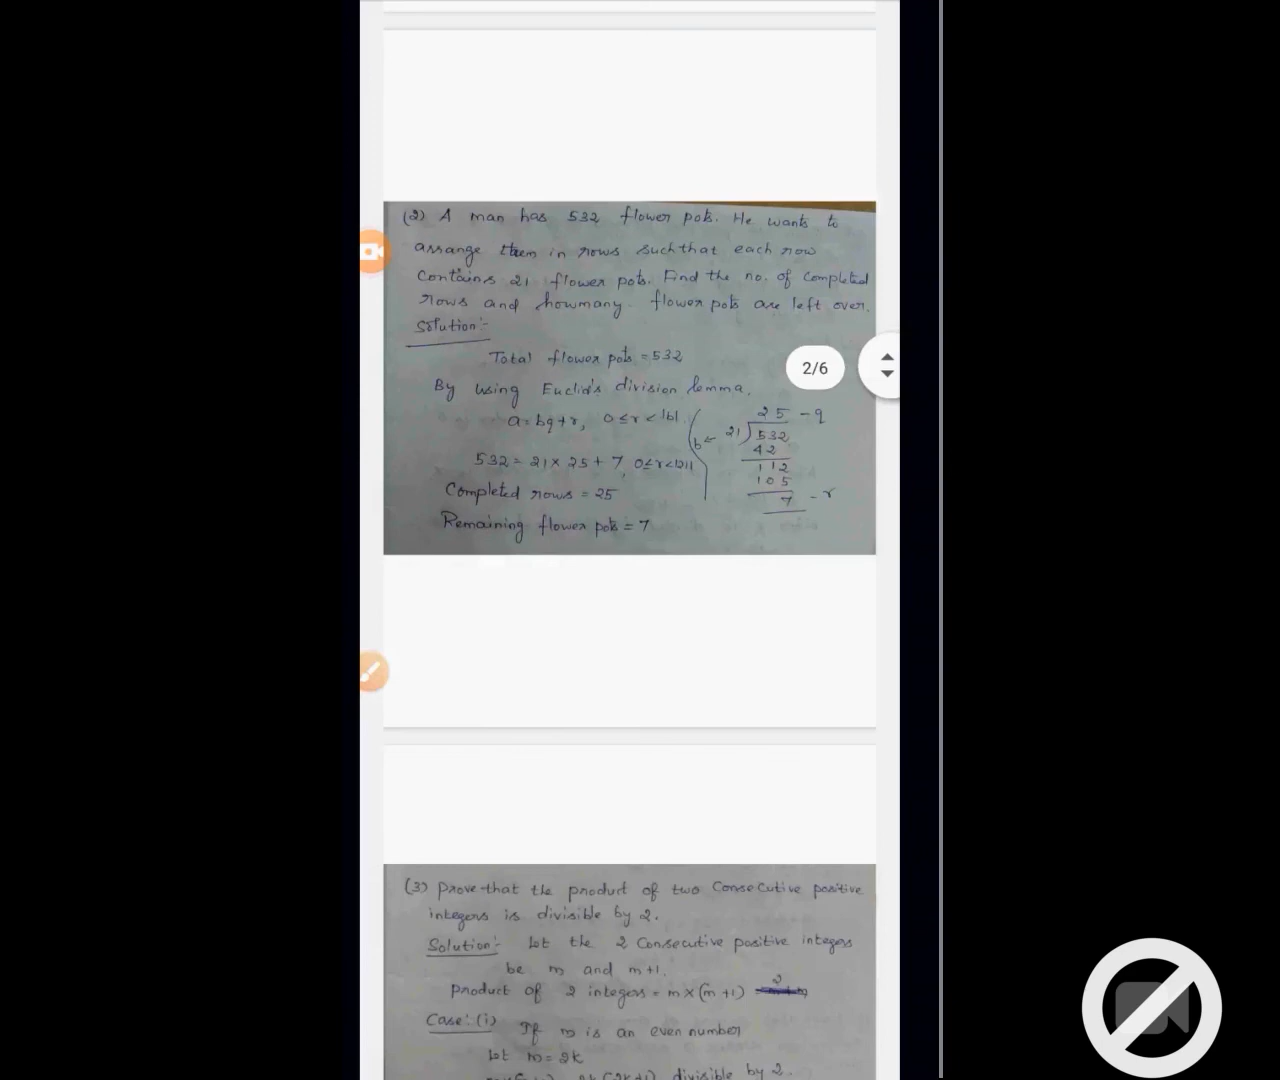 (2) A man has 532 flower pots. He wants to
arrange them in rows such that each row
contains 21 flower pots. Find the no. of completed
rows and howmany flower pots are left over.
Solution:-
Total flower pots = 532
By using Euclid's division lemma,
a = bq+r, 0≤r<|b|
25 - q
b← 21) 532
42
532 = 21 x 25 + 7, 0≤r<|21|
112
105
Completed rows = 25
7 - r
Remaining flower pots = 7
2/6
(3) Prove that the product of two Consecutive positive
integers is divisible by 2.
Solution:- Let the 2 Consecutive positive integers
be m and m+1.
product of 2 integers = m x (m+1)
2
Case: (i) If m is an even number
let m = 2k
divisible by 2.